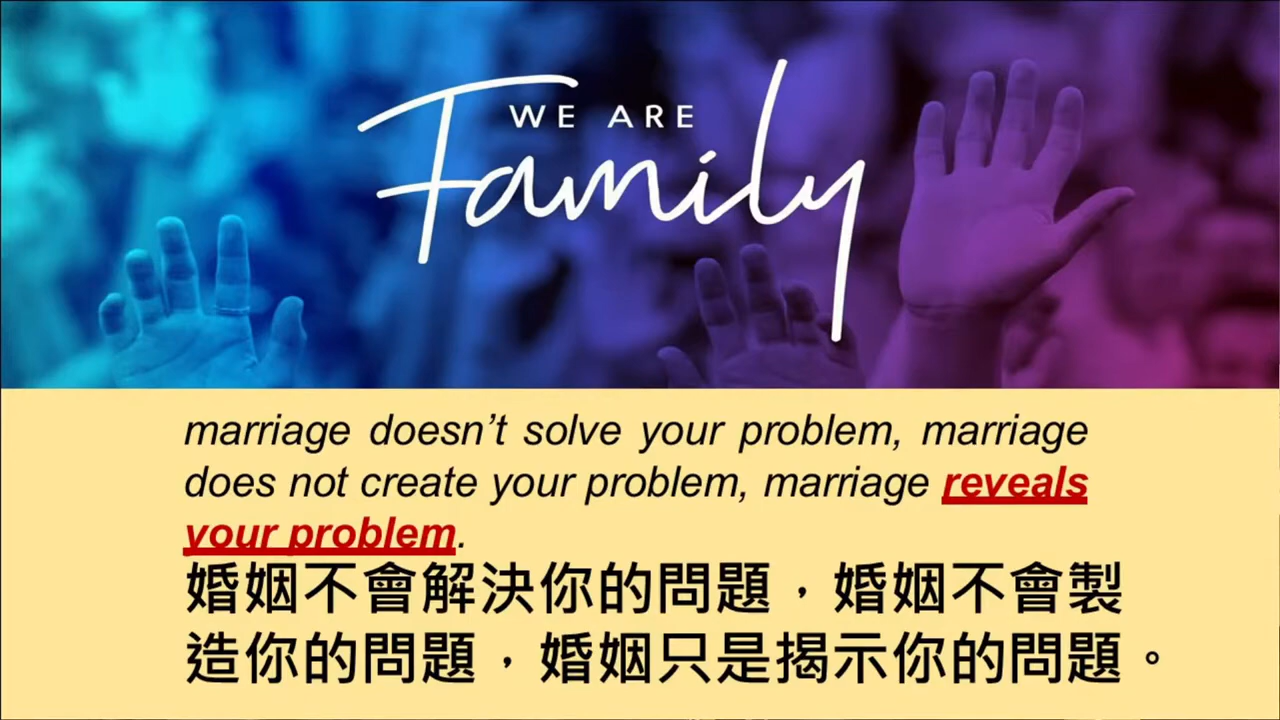 WE ARE
Family
marriage doesn’t solve your problem, marriage
does not create your problem, marriage reveals
your problem.
婚姻不會解決你的問題，婚姻不會製
造你的問題，婚姻只是揭示你的問題。